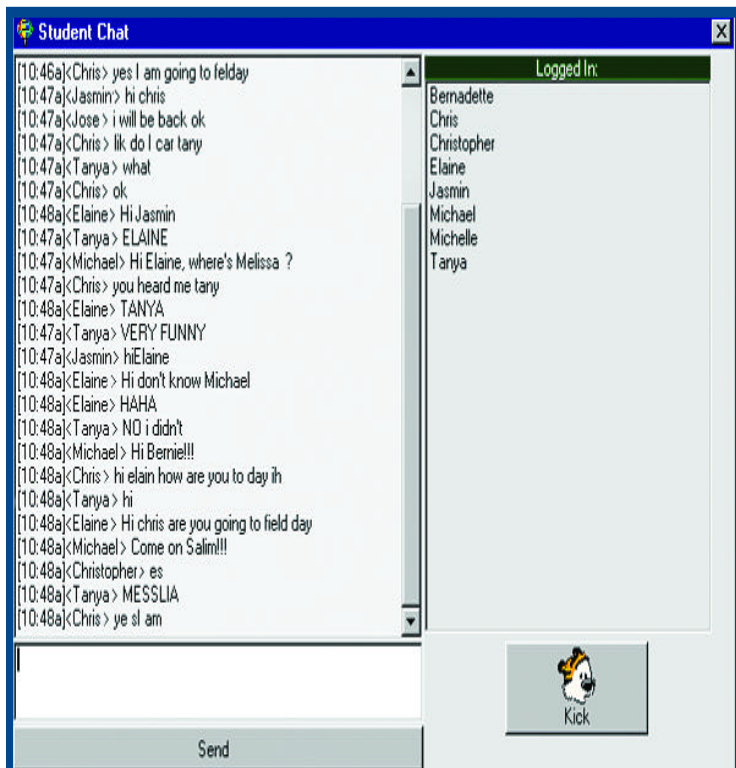 Student Chat
[10:46a]<Chris> yes I am going to felday
[10:47a]<Jasmin> hi chris
[10:47a]<Jose> i will be back ok
[10:47a]<Chris> lik do I car tany
[10:47a]<Tanya> what
[10:47a]<Chris> ok
[10:48a]<Elaine> Hi Jasmin
[10:47a]<Tanya> ELAINE
[10:47a]<Michael> Hi Elaine, where's Melissa ?
[10:47a]<Chris> you heard me tany
[10:48a]<Elaine> TANYA
[10:47a]<Tanya> VERY FUNNY
[10:47a]<Jasmin> hiElaine
[10:48a]<Elaine> Hi don't know Michael
[10:48a]<Elaine> HAHA
[10:48a]<Tanya> NO i didn't
[10:48a]<Michael> Hi Bernie!!!
[10:48a]<Chris> hi elain how are you to day ih
[10:48a]<Tanya> hi
[10:48a]<Elaine> Hi chris are you going to field day
[10:48a]<Michael> Come on Salim!!!
[10:48a]<Christopher> es
[10:48a]<Tanya> MESSLIA
[10:48a]<Chris> ye sI am
Logged In:
Bernadette
Chris
Christopher
Elaine
Jasmin
Michael
Michelle
Tanya
Kick
Send